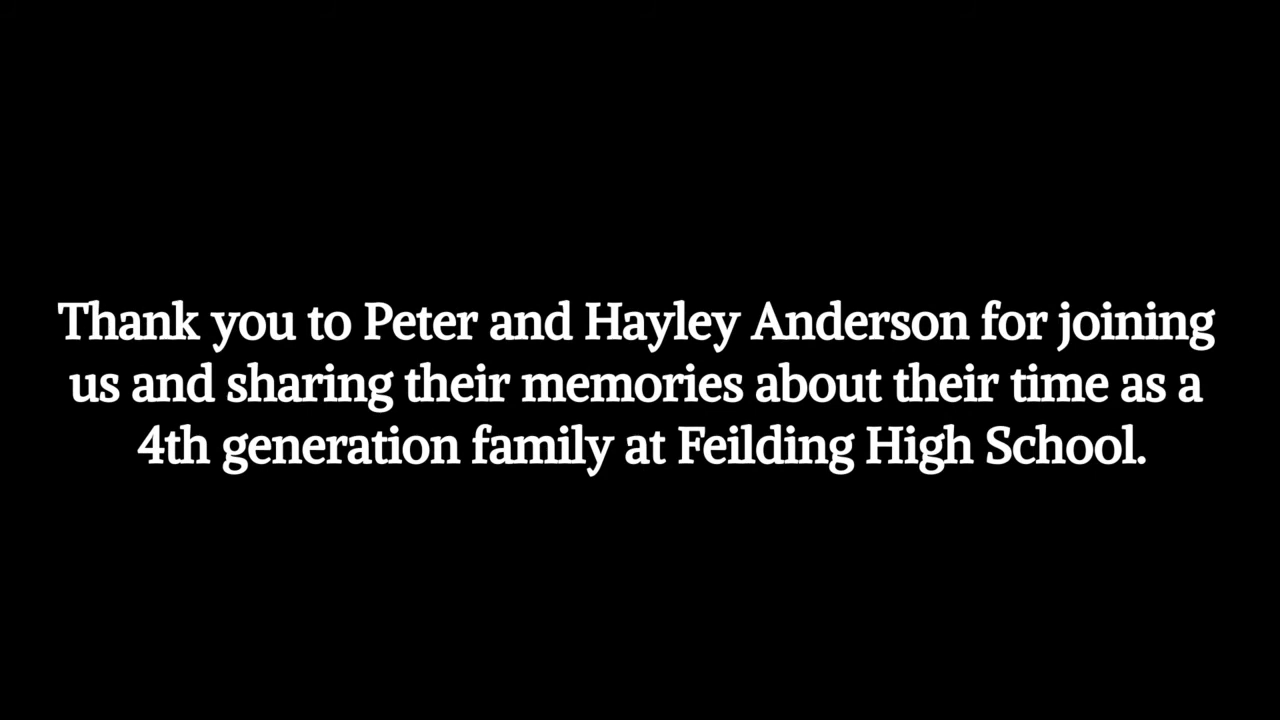 Thank you to Peter and Hayley Anderson for joining
us and sharing their memories about their time as a
4th generation family at Feilding High School.